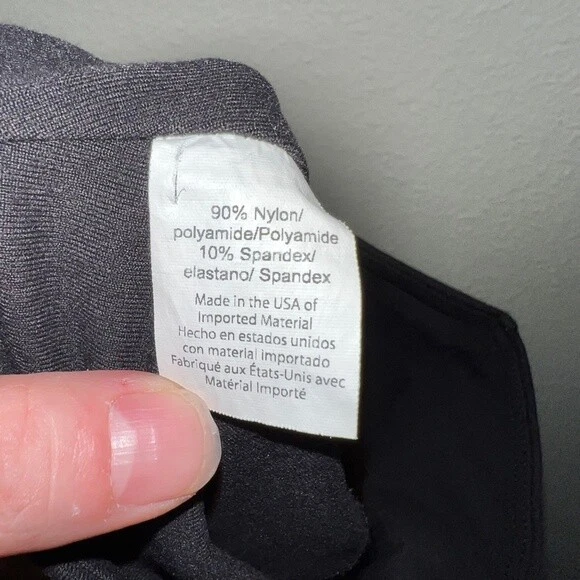 90% Nylon/
polyamide/Polyamide
10% Spandex/
elastano/ Spandex
Made in the USA of
Imported Material
Hecho en estados unidos
con material importado
Fabriqué aux États-Unis avec
Matérial Importé